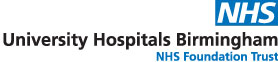 NHS
University Hospitals Birmingham
NHS Foundation Trust